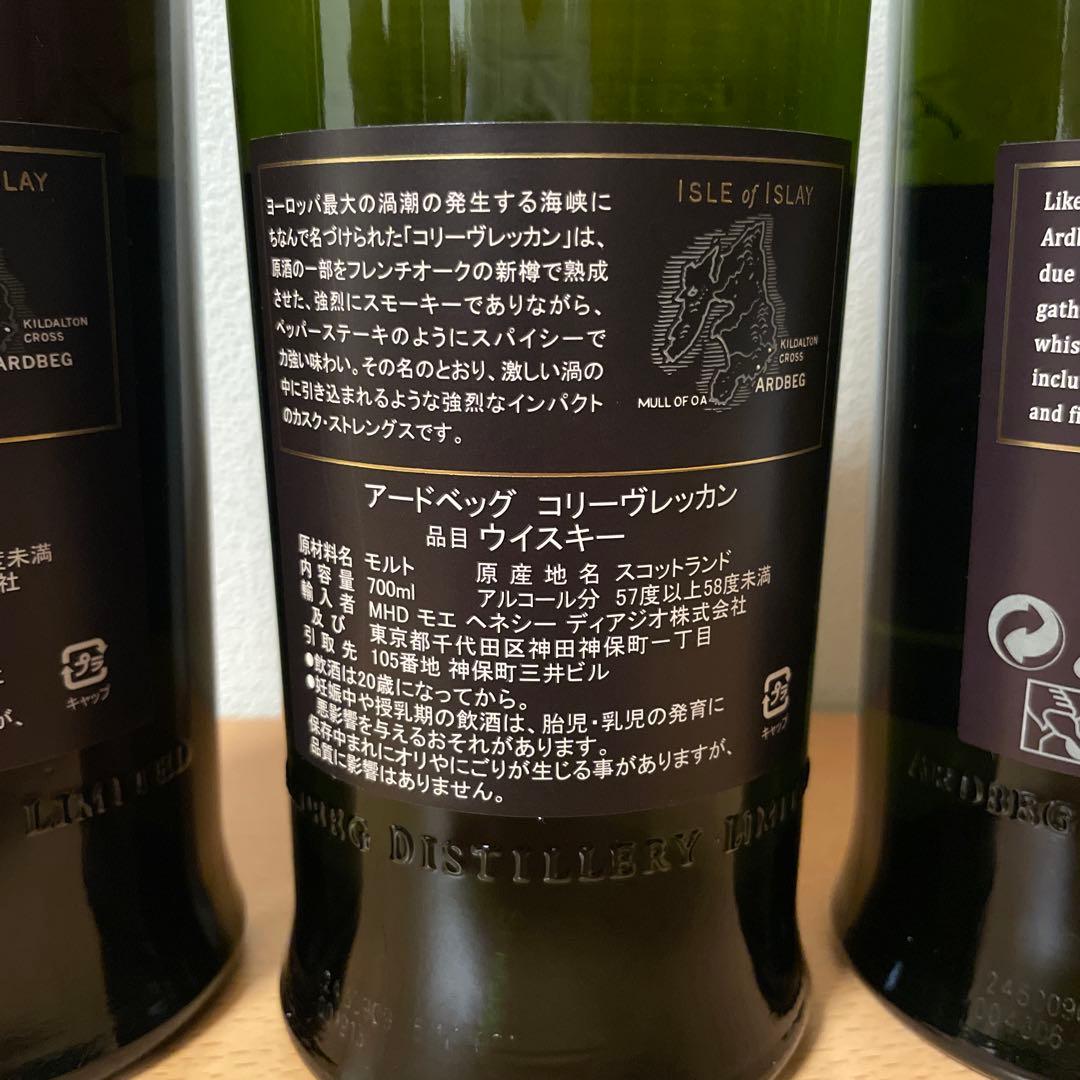 SLAY
KILDALTON
CROSS
ARDBEG
度未満
社
プラ
キャップ
が、
LIMITED
ヨーロッパ最大の渦潮の発生する海峡に
ちなんで名づけられた「コリーヴレッカン」は、
原酒の一部をフレンチオークの新樽で熟成
させた、強烈にスモーキーでありながら、
ペッパーステーキのようにスパイシーで
力強い味わい。その名のとおり、激しい渦の
中に引き込まれるような強烈なインパクト
のカスク・ストレングスです。
ISLE of ISLAY
KILDALTON
CROSS
ARDBEG
MULL OF OA
アードベッグ コリーヴレッカン
品目 ウイスキー
原材料名 モルト 原産地名 スコットランド
内容量 700ml アルコール分 57度以上58度未満
輸入者 MHD モエ ヘネシー ディアジオ株式会社
及び 東京都千代田区神田神保町一丁目
引取先 105番地 神保町三井ビル
●飲酒は20歳になってから。
●妊娠中や授乳期の飲酒は、胎児・乳児の発育に
悪影響を与えるおそれがあります。
保存中まれにオリやにごりが生じる事がありますが、
品質に影響はありません。
プラ
キャップ
DISTILLERY
Like
Ardb
due
gath
whis
inclu
and fi
ARDBEG